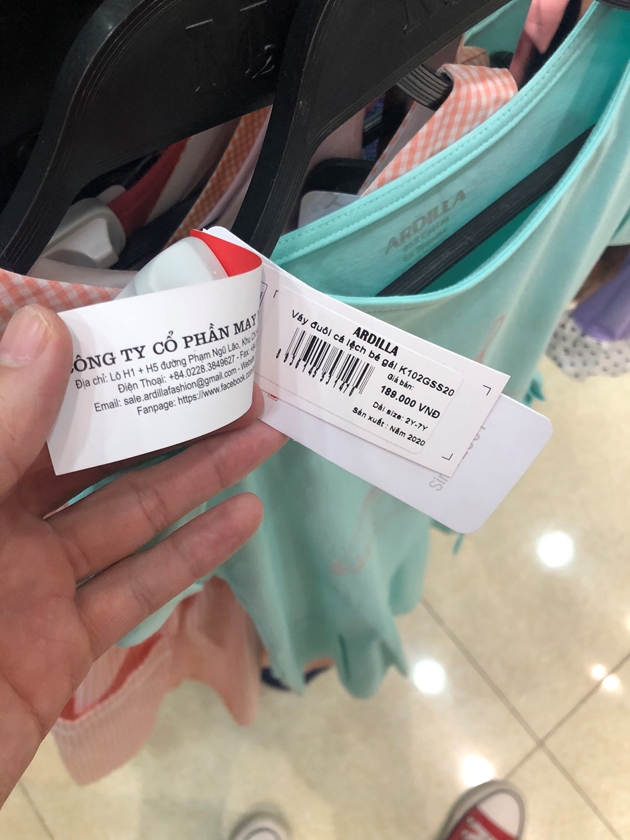 ARDILLA
CÔNG TY CỔ PHẦN MAY
Địa chỉ: Lô H1 + H5 đường Phạm Ngũ Lão, Khu C
Điện Thoại: +84.0228.3849627 - Fax:
Email: sale.ardillafashion@gmail.com - Website
Fanpage: https://www.facebook.com
ARDILLA
Váy đuôi cá lệch bé gái K102GSS20
Giá bán:
189.000 VNĐ
Dải size: 2Y-7Y
Sản xuất : Năm 2020